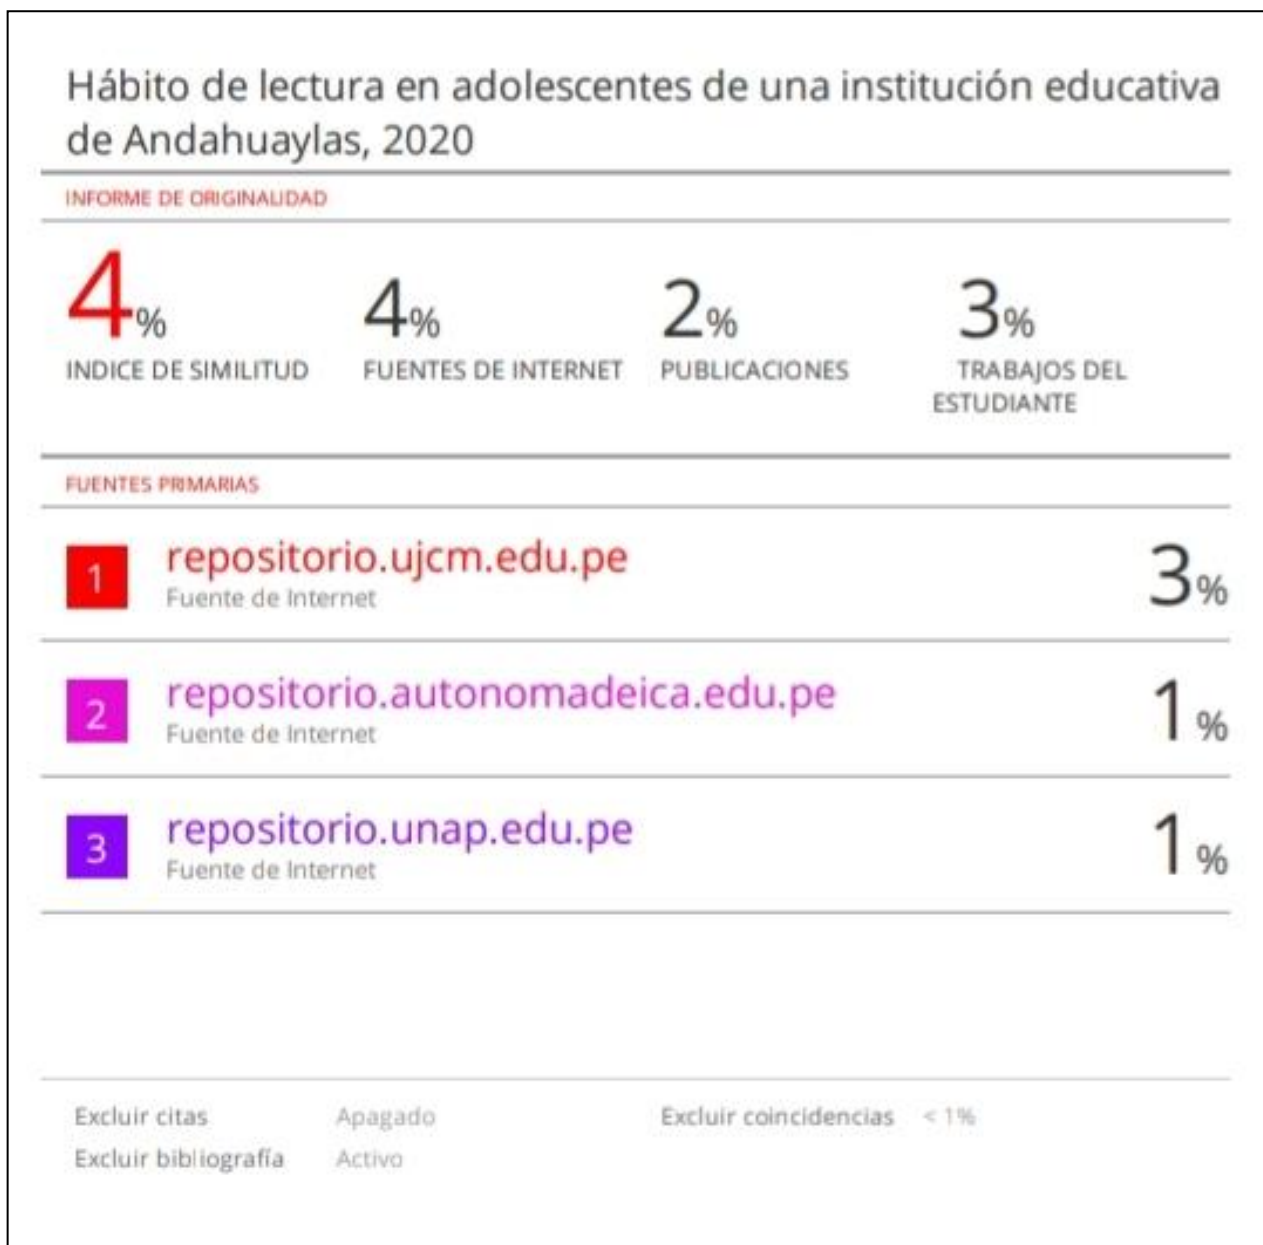 Hábito de lectura en adolescentes de una institución educativa
de Andahuaylas, 2020
INFORME DE ORIGINALIDAD
4%
4%
2%
3%
INDICE DE SIMILITUD
FUENTES DE INTERNET
PUBLICACIONES
TRABAJOS DEL
ESTUDIANTE
FUENTES PRIMARIAS
1
repositorio.ujcm.edu.pe
Fuente de Internet
3%
2
repositorio.autonomadeica.edu.pe
Fuente de Internet
1%
3
repositorio.unap.edu.pe
Fuente de Internet
1%
Excluir citas
Apagado
Excluir coincidencias
< 1%
Excluir bibliografía
Activo